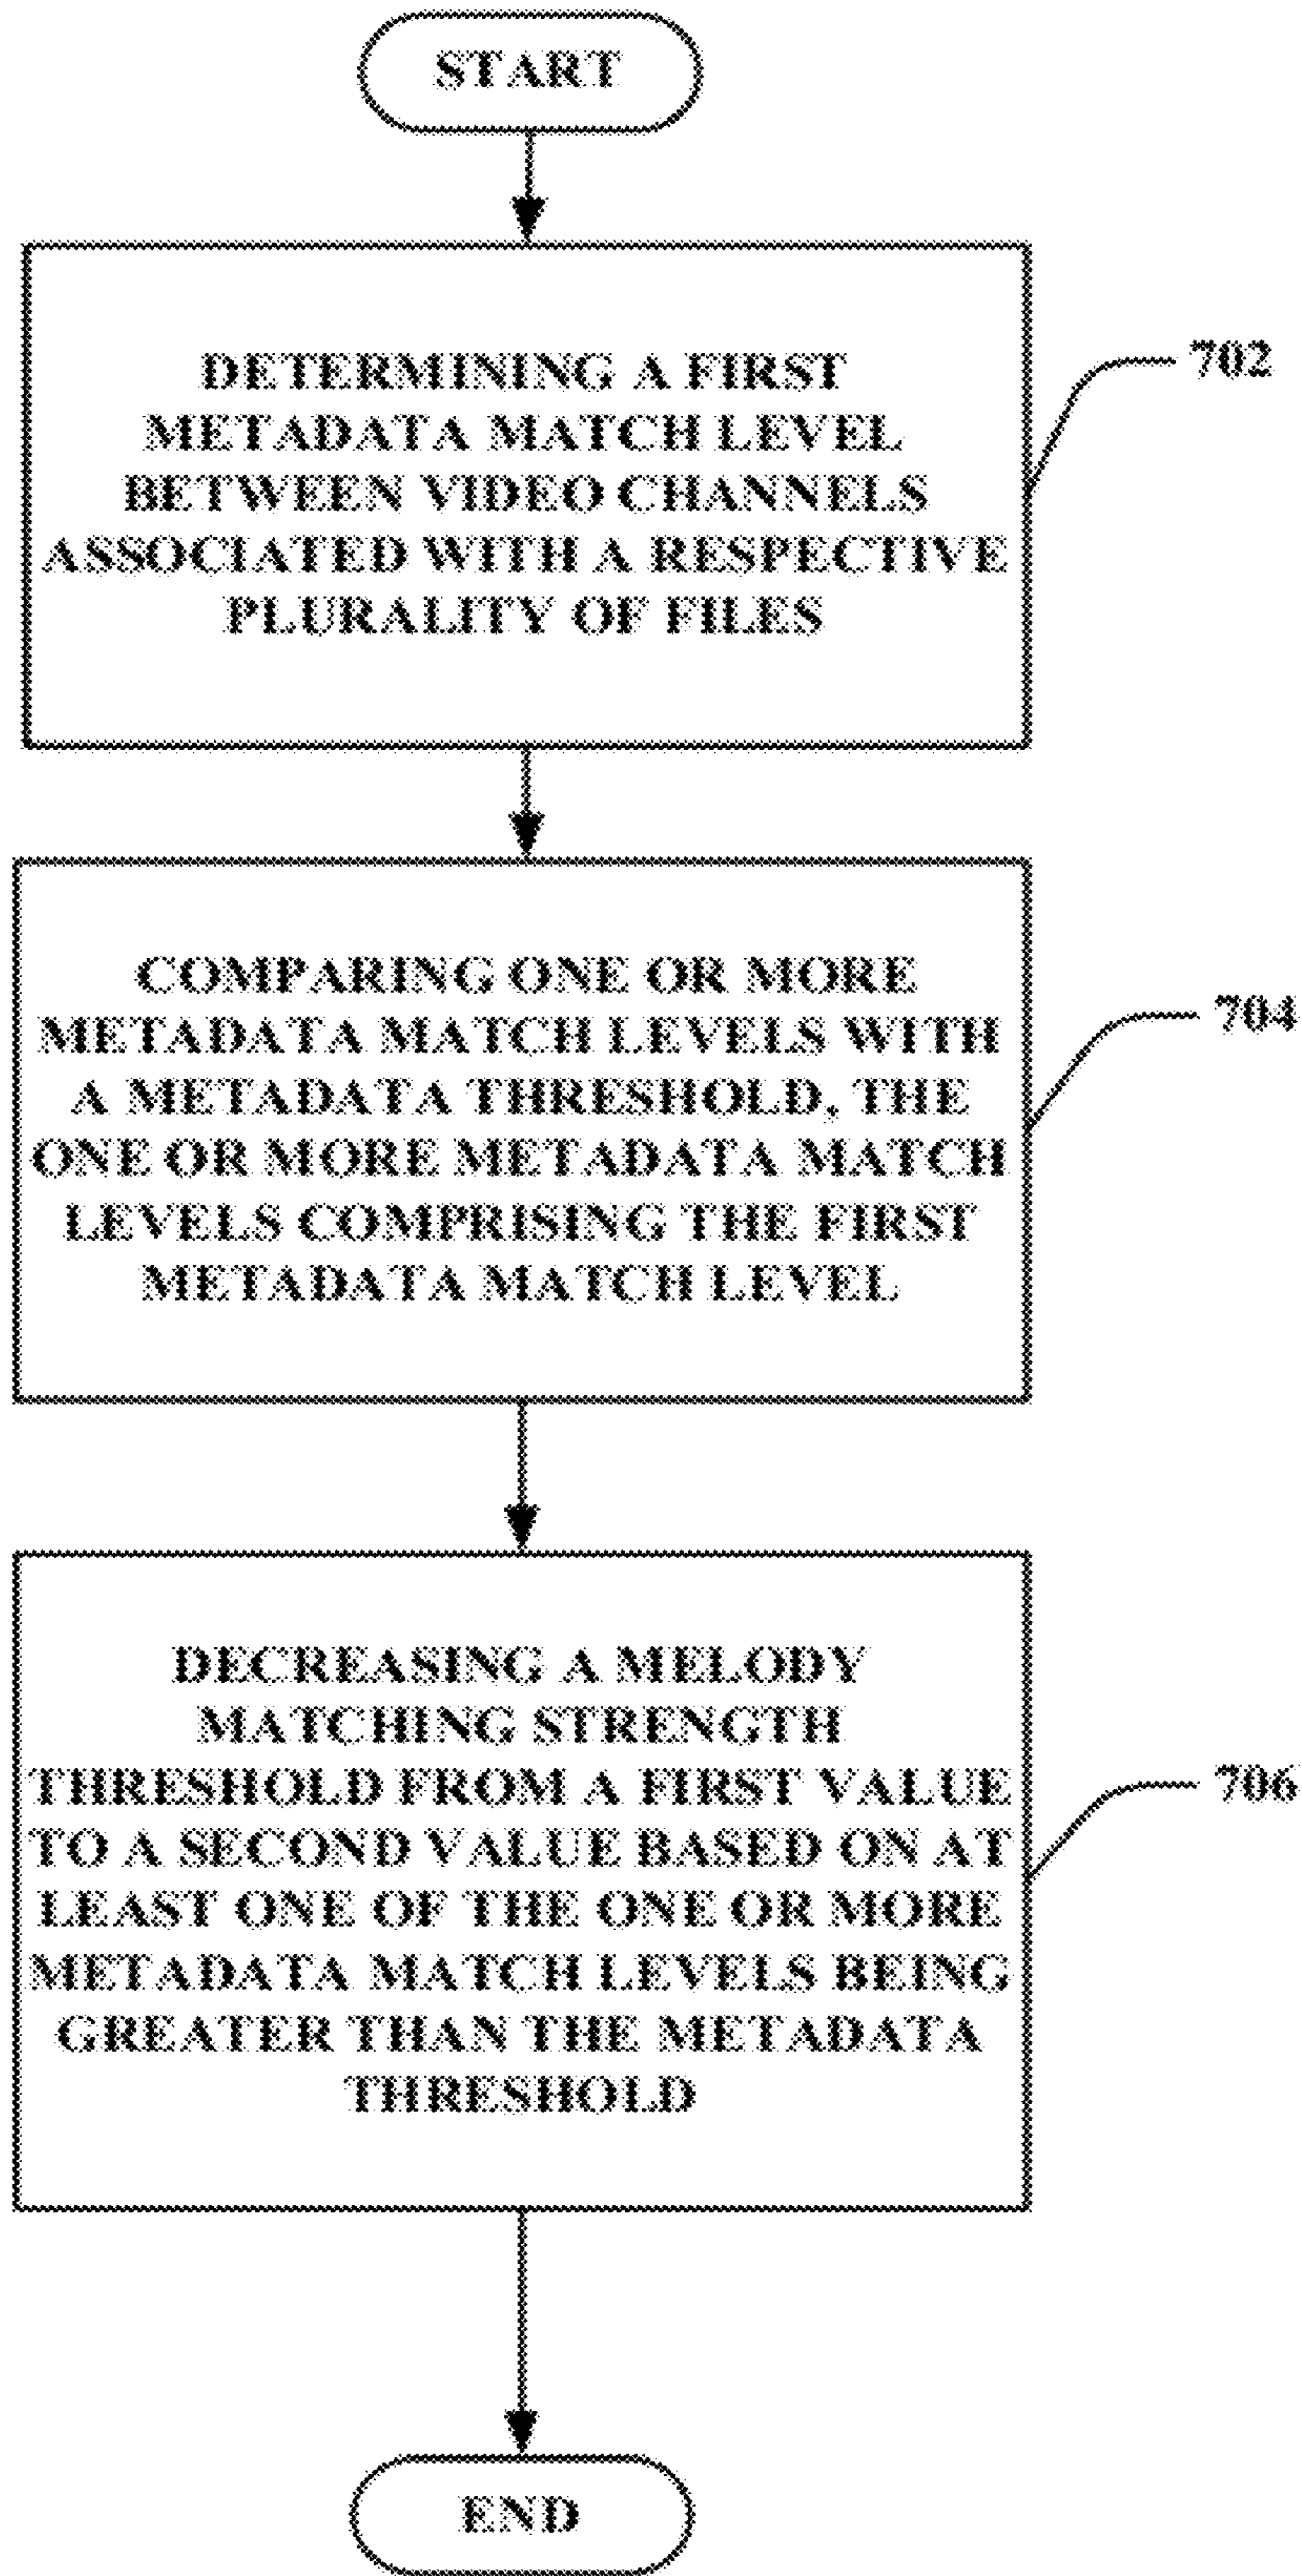 START
DETERMINING A FIRST
METADATA MATCH LEVEL
BETWEEN VIDEO CHANNELS
ASSOCIATED WITH A RESPECTIVE
PLURALITY OF FILES
702
COMPARING ONE OR MORE
METADATA MATCH LEVELS WITH
A METADATA THRESHOLD, THE
ONE OR MORE METADATA MATCH
LEVELS COMPRISING THE FIRST
METADATA MATCH LEVEL
704
DECREASING A MELODY
MATCHING STRENGTH
THRESHOLD FROM A FIRST VALUE
TO A SECOND VALUE BASED ON AT
LEAST ONE OF THE ONE OR MORE
METADATA MATCH LEVELS BEING
GREATER THAN THE METADATA
THRESHOLD
706
END